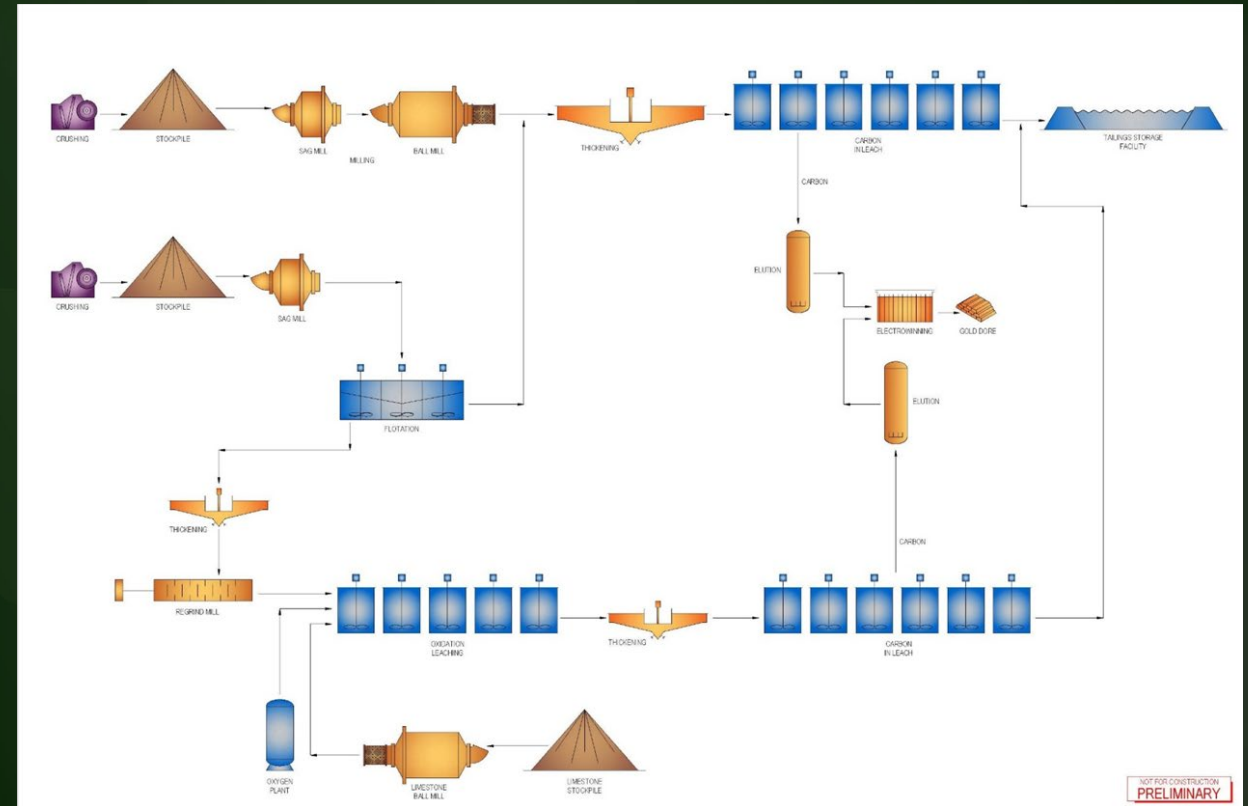 CRUSHING
STOCKPILE
SAG MILL
MILLING
BALL MILL
THICKENING
CARBON
IN LEACH
TAILINGS STORAGE
FACILITY
CARBON
CRUSHING
STOCKPILE
SAG MILL
ELUTION
ELECTROWINNING
GOLD DORE
FLOTATION
ELUTION
THICKENING
CARBON
REGRIND MILL
OXIDATION
LEACHING
THICKENING
CARBON
IN LEACH
OXYGEN
PLANT
LIMESTONE
BALL MILL
LIMESTONE
STOCKPILE
NOT FOR CONSTRUCTION
PRELIMINARY